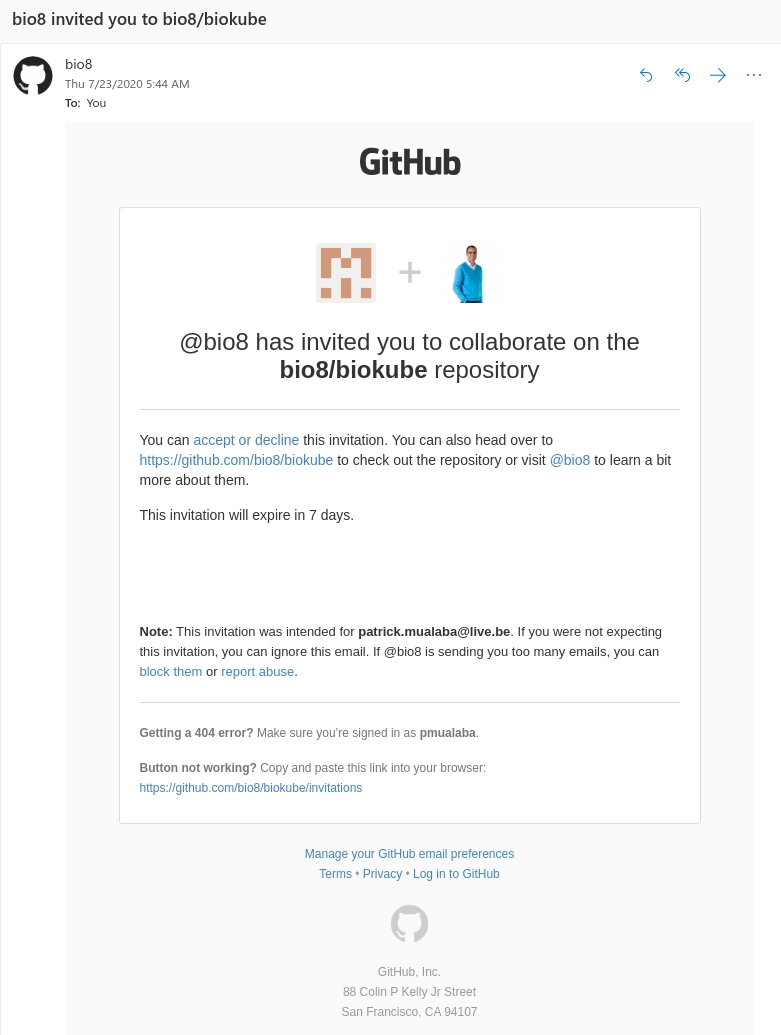 bio8 invited you to bio8/biokube
bio8
Thu 7/23/2020 5:44 AM
To: You
GitHub
@bio8 has invited you to collaborate on the
bio8/biokube repository
You can accept or decline this invitation. You can also head over to
https://github.com/bio8/biokube to check out the repository or visit @bio8 to learn a bit
more about them.
This invitation will expire in 7 days.
Note: This invitation was intended for patrick.mualaba@live.be. If you were not expecting
this invitation, you can ignore this email. If @bio8 is sending you too many emails, you can
block them or report abuse.
Getting a 404 error? Make sure you’re signed in as pmualaba.
Button not working? Copy and paste this link into your browser:
https://github.com/bio8/biokube/invitations
Manage your GitHub email preferences
Terms • Privacy • Log in to GitHub
GitHub, Inc.
88 Colin P Kelly Jr Street
San Francisco, CA 94107